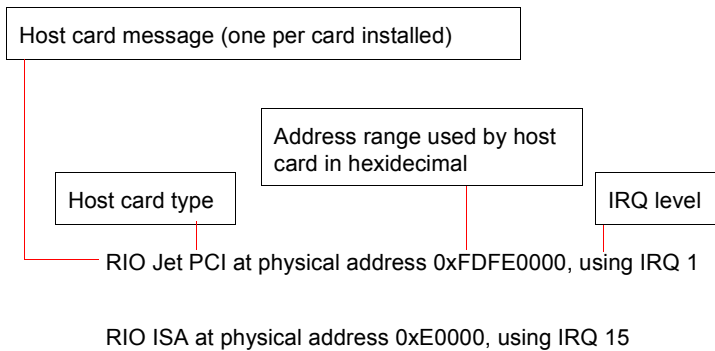 Host card message (one per card installed)
Address range used by host
card in hexidecimal
Host card type
IRQ level
RIO Jet PCI at physical address 0xFDFE0000, using IRQ 1
RIO ISA at physical address 0xE0000, using IRQ 15